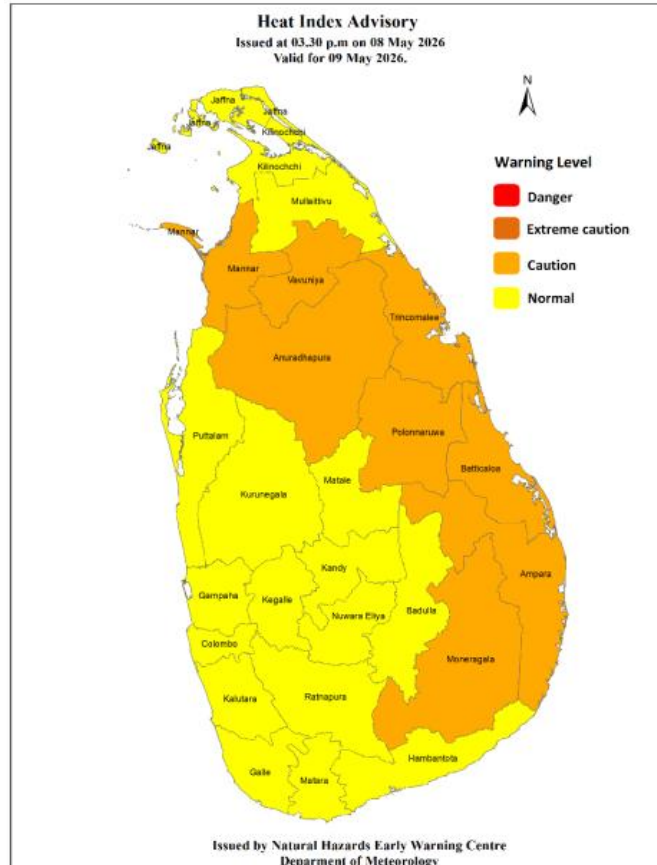 Heat Index Advisory
Issued at 03.30 p.m on 08 May 2026
Valid for 09 May 2026.
N
Jaffna
Jaffna
Jaffna
Kilinochchi
Jaffna
Kilinochchi
Mullaittivu
Mannar
Mannar
Vavuniya
Trincomalee
Anuradhapura
Polonnaruwa
Puttalam
Batticaloa
Matale
Kurunegala
Kandy
Ampara
Gampaha
Kegalle
Nuwara Eliya
Badulla
Colombo
Moneragala
Kalutara
Ratnapura
Hambantota
Galle
Matara
Warning Level
Danger
Extreme caution
Caution
Normal
Issued by Natural Hazards Early Warning Centre
Deparment of Meteorology